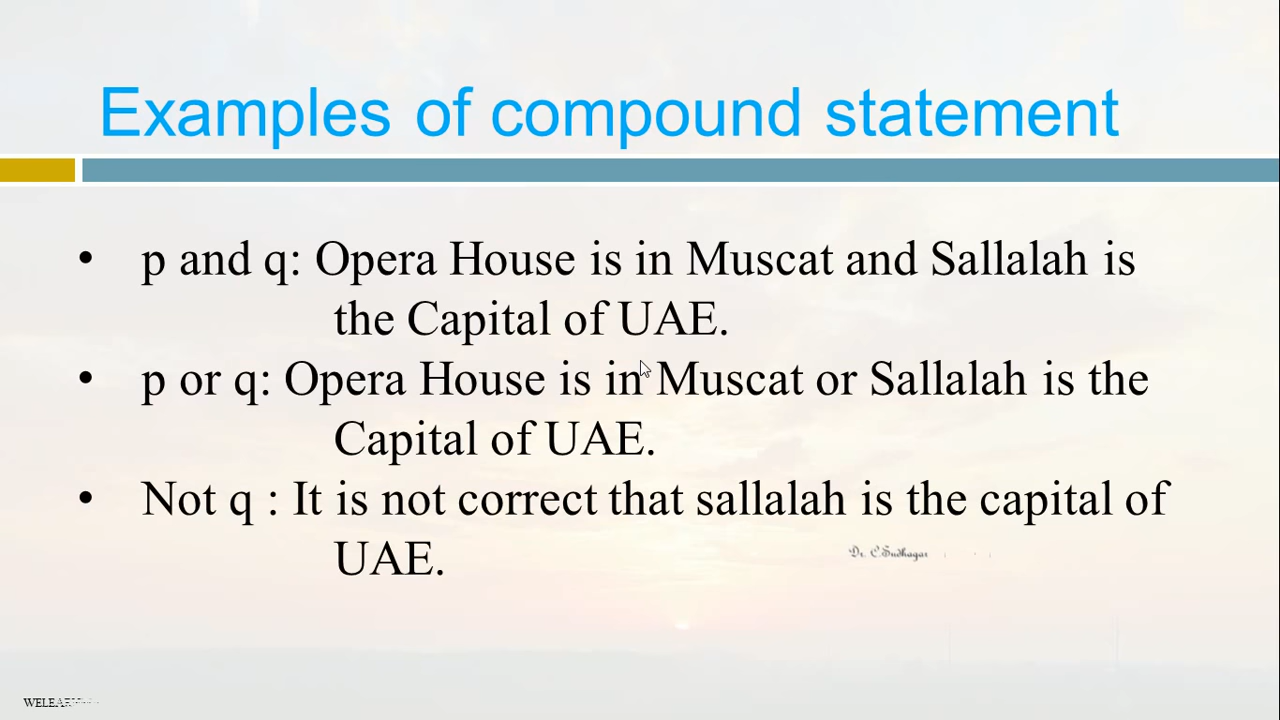 Examples of compound statement
• p and q: Opera House is in Muscat and Sallalah is
the Capital of UAE.
• p or q: Opera House is in Muscat or Sallalah is the
Capital of UAE.
• Not q : It is not correct that sallalah is the capital of
UAE.
Dr. C.Sudhagar